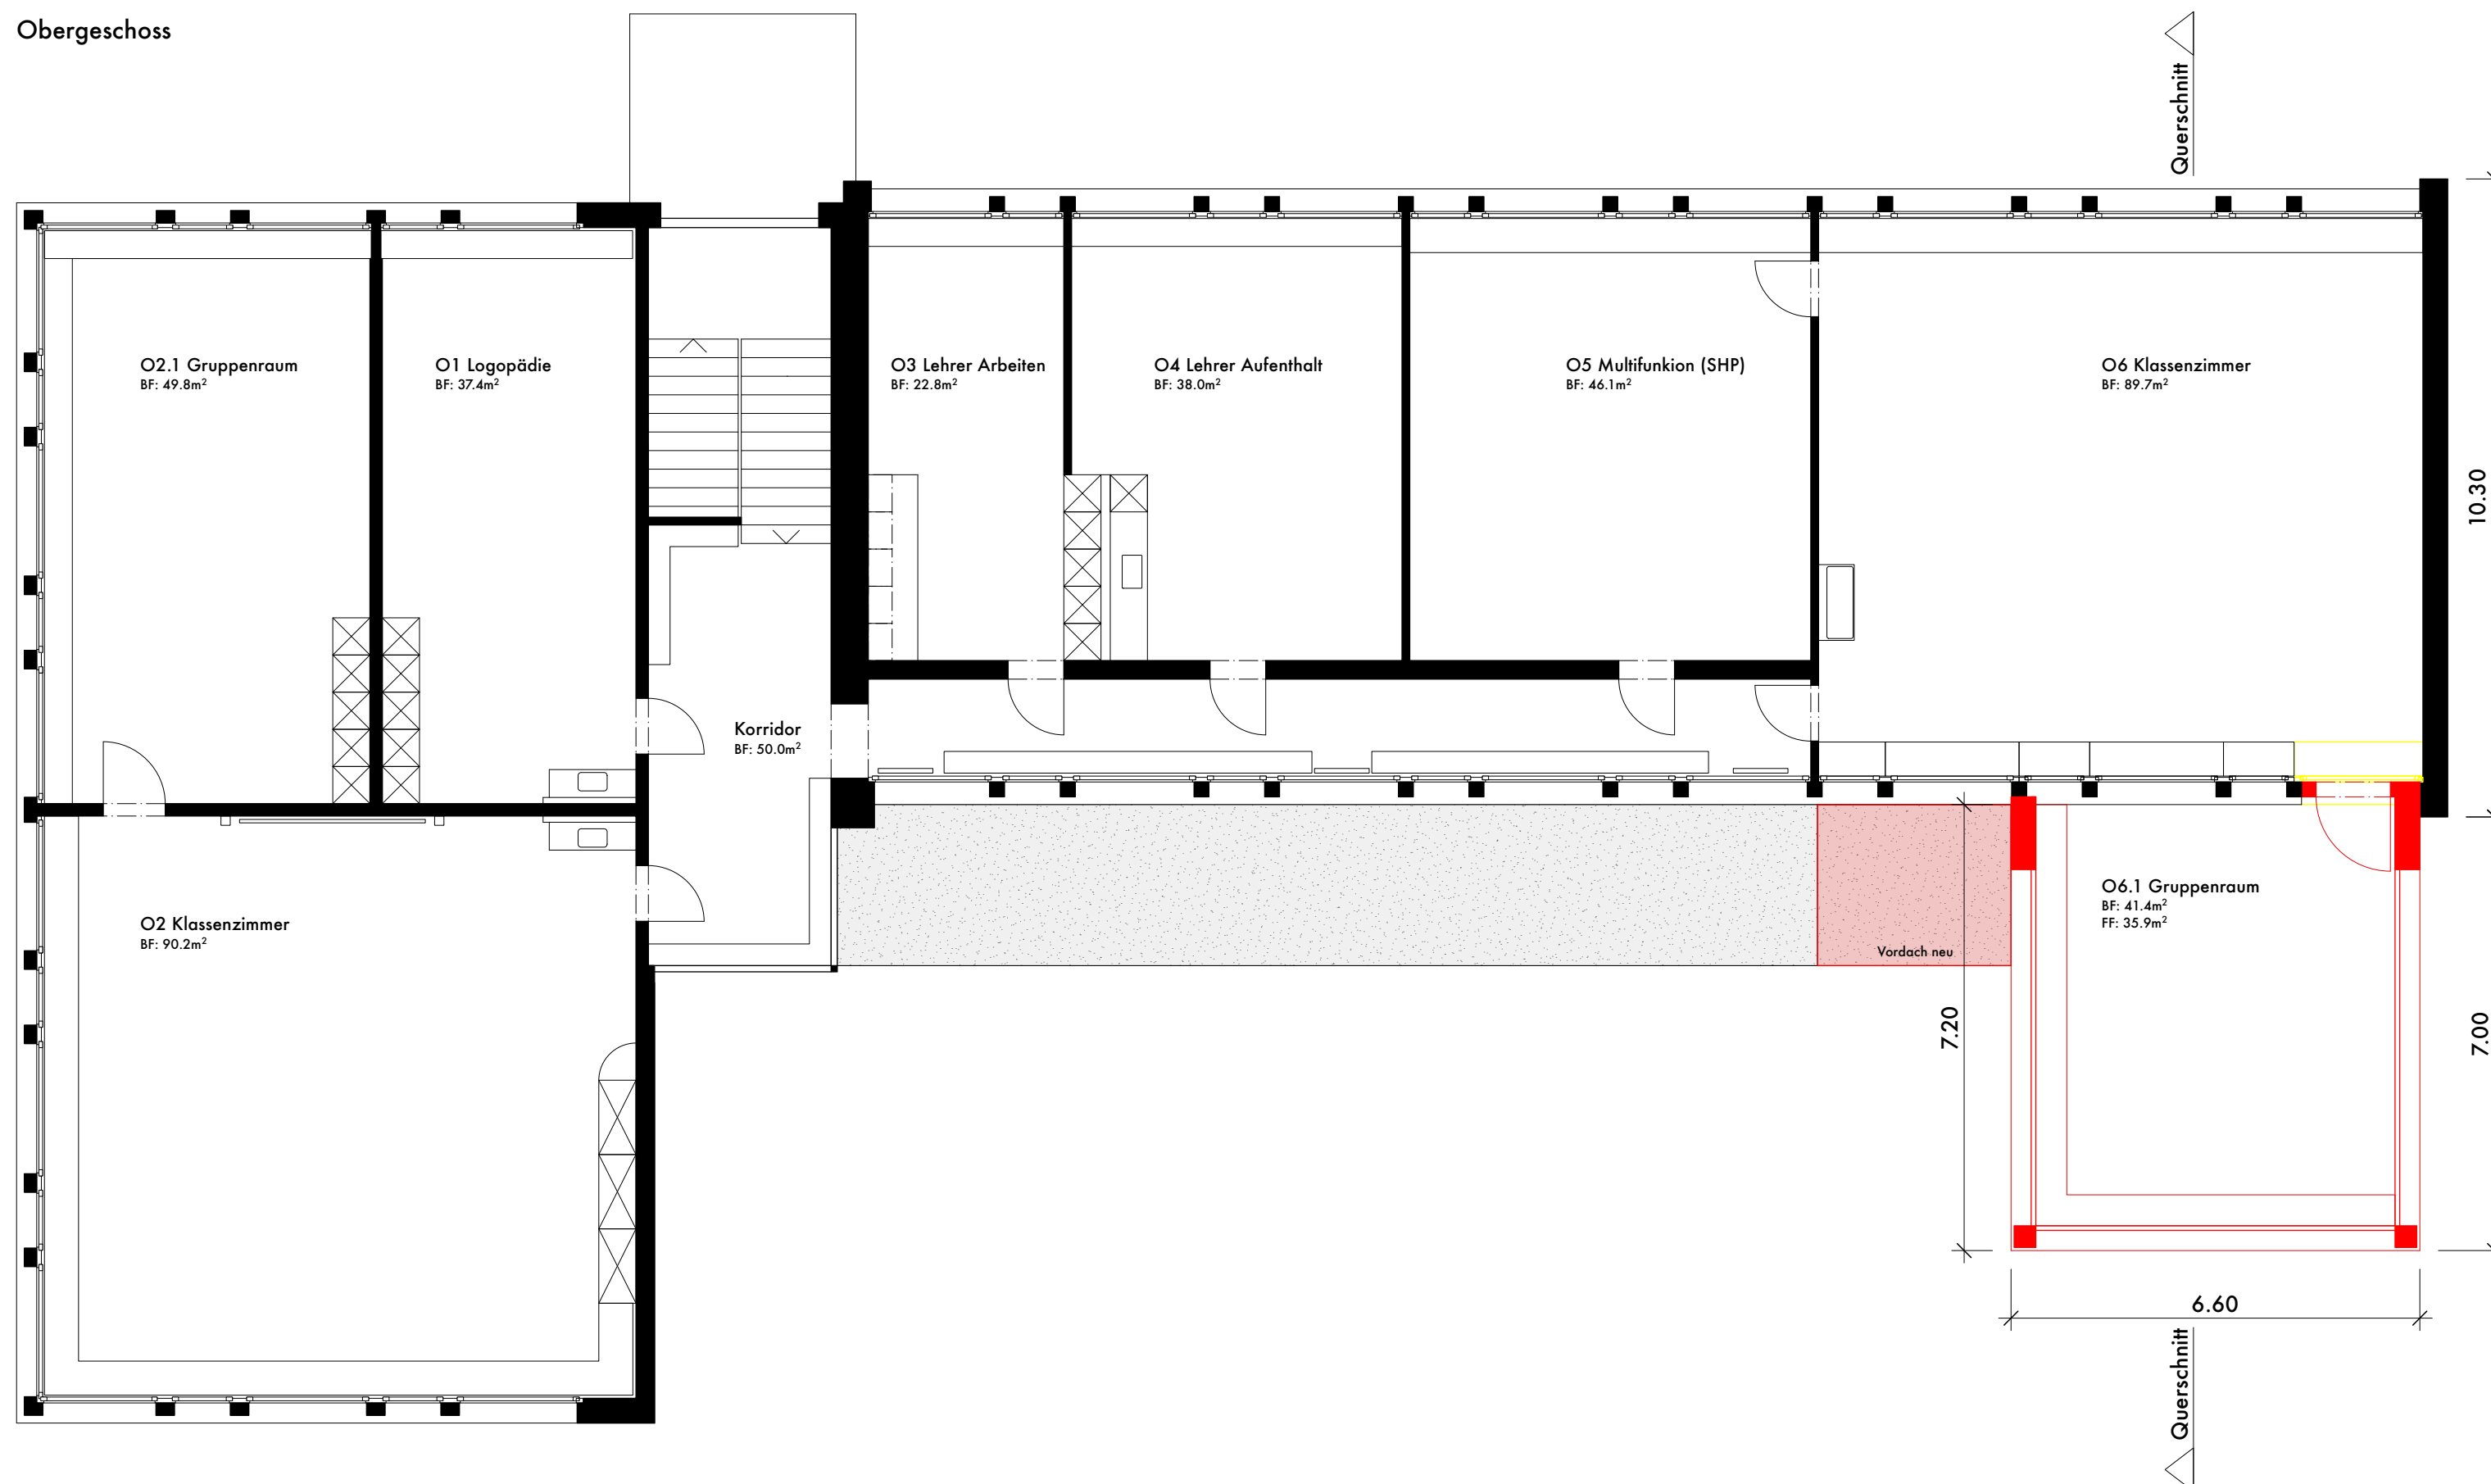 Obergeschoss
Querschnitt
O2.1 Gruppenraum
BF: 49.8m²
O1 Logopädie
BF: 37.4m²
O3 Lehrer Arbeiten
BF: 22.8m²
O4 Lehrer Aufenthalt
BF: 38.0m²
O5 Multifunkion (SHP)
BF: 46.1m²
O6 Klassenzimmer
BF: 89.7m²
10.30
Korridor
BF: 50.0m²
O2 Klassenzimmer
BF: 90.2m²
Vordach neu
O6.1 Gruppenraum
BF: 41.4m²
FF: 35.9m²
7.20
7.00
6.60
Querschnitt